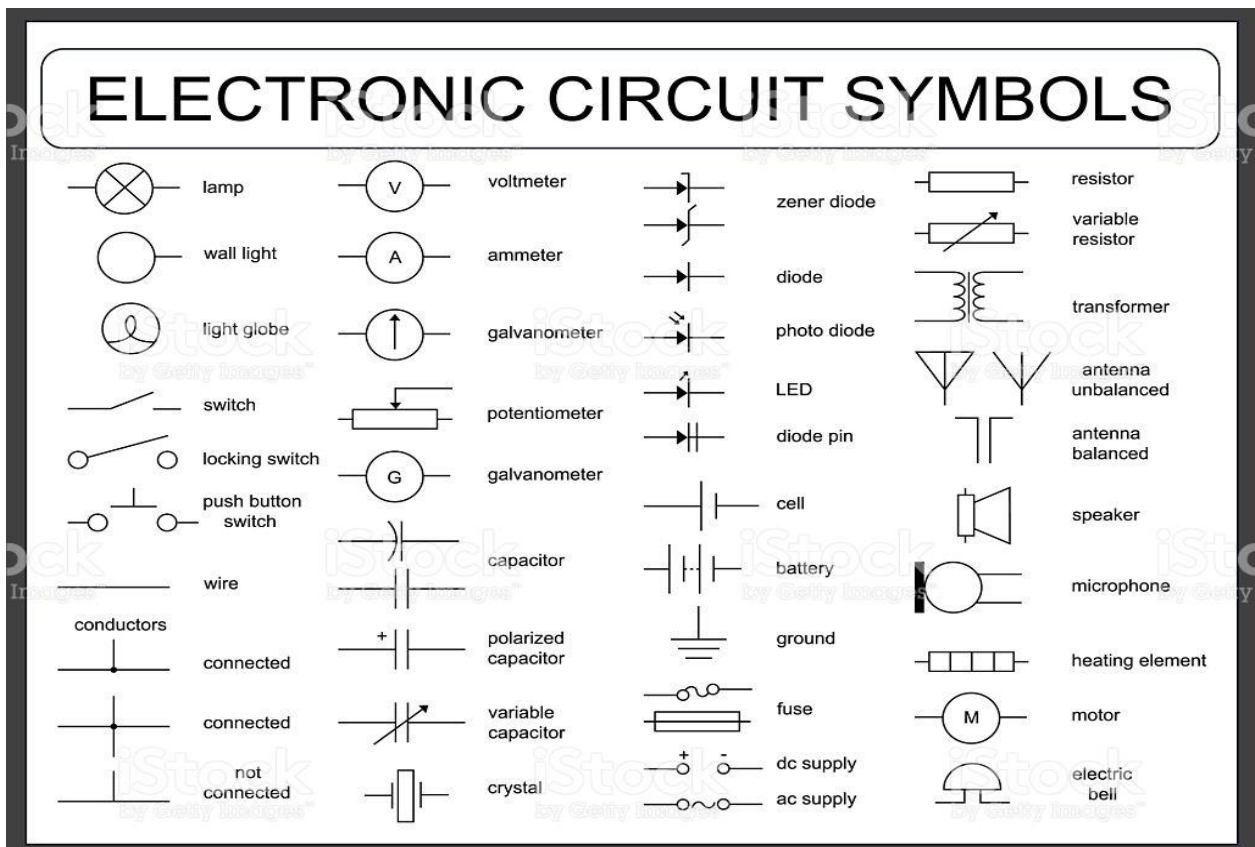 ELECTRONIC CIRCUIT SYMBOLS
lamp
wall light
light globe
switch
locking switch
push button
switch
wire
conductors
connected
connected
not
connected
V
voltmeter
A
ammeter
galvanometer
potentiometer
G
galvanometer
capacitor
+
polarized
capacitor
variable
capacitor
crystal
zener diode
diode
photo diode
LED
diode pin
cell
battery
ground
fuse
+ -
dc supply
ac supply
resistor
variable
resistor
transformer
antenna
unbalanced
antenna
balanced
speaker
microphone
heating element
M
motor
electric
bell
iStock
by Getty Images™